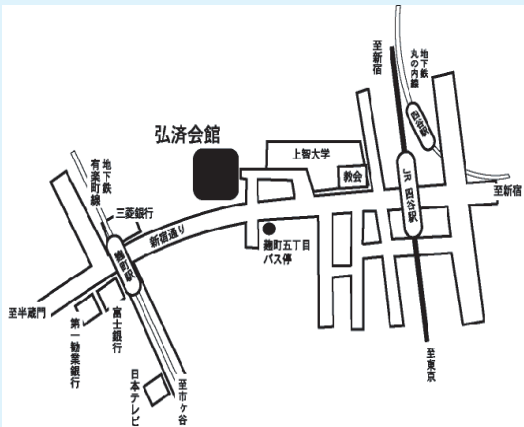 弘済会館
上智大学
教会
至新宿
地下鉄
丸の内線
四谷駅
JR 四谷駅
至新宿
地下鉄
有楽町線
三菱銀行
麹町駅
新宿通り
麹町五丁目
バス停
至半蔵門
第一勧業銀行
富士銀行
日本テレビ
至市ヶ谷
至東京